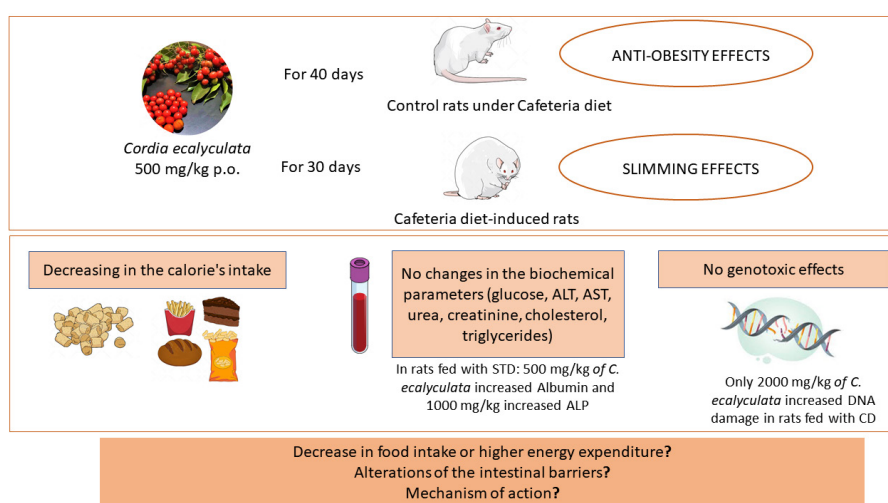 For 40 days
ANTI-OBESITY EFFECTS
Control rats under Cafeteria diet
Cordia ecalyculata
500 mg/kg p.o.
For 30 days
SLIMMING EFFECTS
Cafeteria diet-induced rats
Decreasing in the calorie's intake
No changes in the biochemical
parameters (glucose, ALT, AST,
urea, creatinine, cholesterol,
triglycerides)
In rats fed with STD: 500 mg/kg of C.
ecalyculata increased Albumin and
1000 mg/kg increased ALP
No genotoxic effects
Only 2000 mg/kg of C.
ecalyculata increased DNA
damage in rats fed with CD
Decrease in food intake or higher energy expenditure?
Alterations of the intestinal barriers?
Mechanism of action?